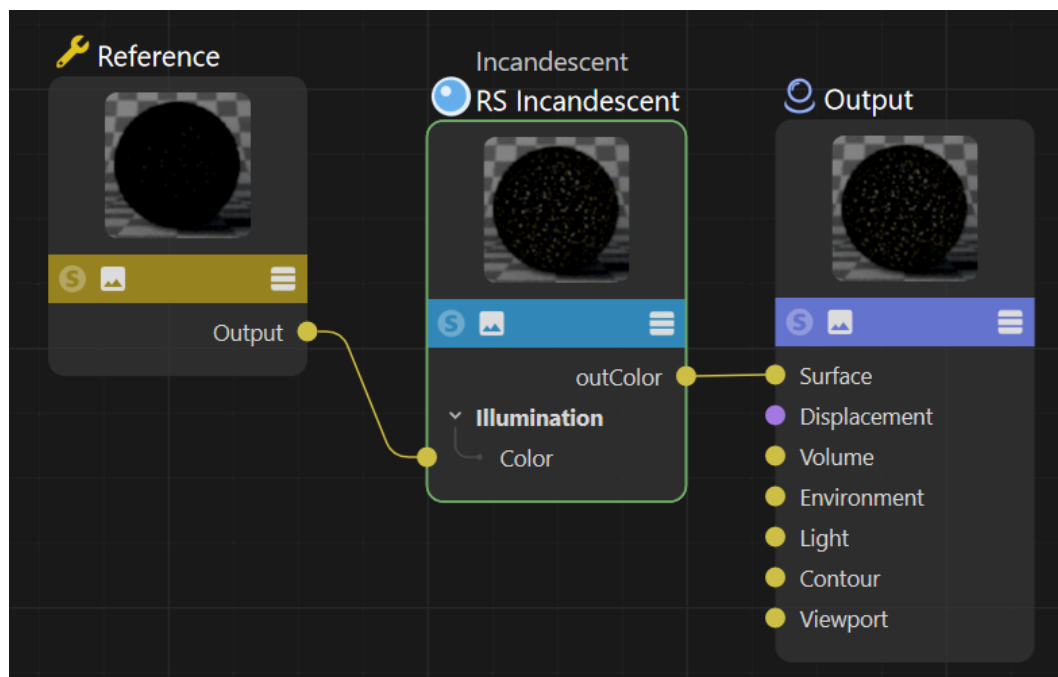 Reference
Output
Incandescent
RS Incandescent
outColor
Illumination
Color
Output
Surface
Displacement
Volume
Environment
Light
Contour
Viewport